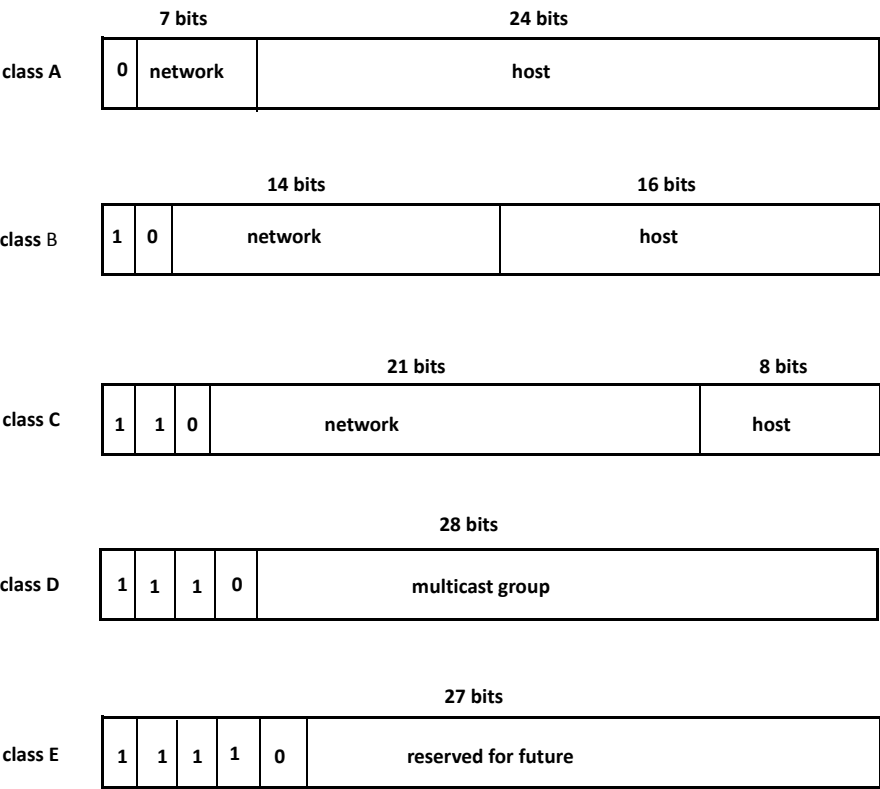 7 bits 24 bits
class A 0 network host
14 bits 16 bits
class B 1 0 network host
21 bits 8 bits
class C 1 1 0 network host
28 bits
class D 1 1 1 0 multicast group
27 bits
class E 1 1 1 1 0 reserved for future